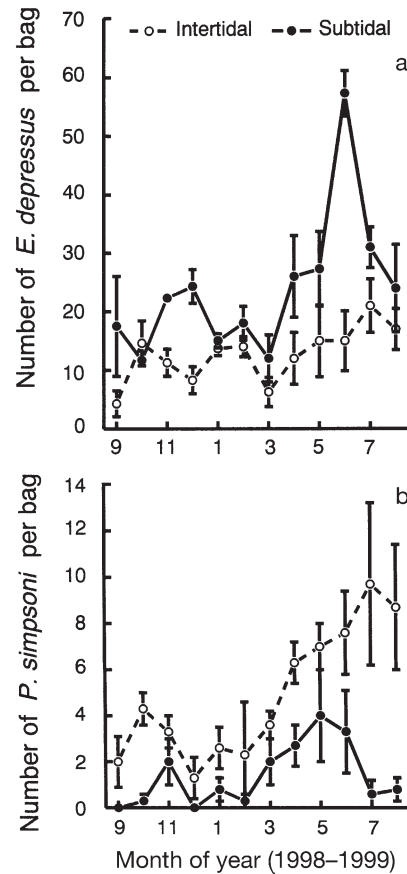 Intertidal Subtidal
a
Number of E. depressus per bag
70
60
50
40
30
20
10
0
9 11 1 3 5 7
b
Number of P. simpsoni per bag
14
12
10
8
6
4
2
0
9 11 1 3 5 7
Month of year (1998–1999)